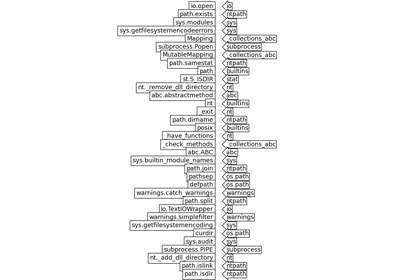 io.open io
path.exists ntpath
sys.modules sys
sys.getfilesystemencodeerrors sys
Mapping _collections_abc
subprocess.Popen subprocess
MutableMapping _collections_abc
path.samestat ntpath
path builtins
st.S_ISDIR stat
nt._remove_dll_directory nt
abc.abstractmethod abc
nt builtins
_exit nt
path.dirname ntpath
posix builtins
_have_functions nt
_check_methods _collections_abc
abc.ABC abc
sys.builtin_module_names sys
path.join ntpath
pathsep os.path
defpath os.path
warnings.catch_warnings warnings
path.split ntpath
io.TextIOWrapper io
warnings.simplefilter warnings
sys.getfilesystemencoding sys
curdir os.path
sys.audit sys
subprocess.PIPE subprocess
nt._add_dll_directory nt
path.islink ntpath
path.isdir ntpath